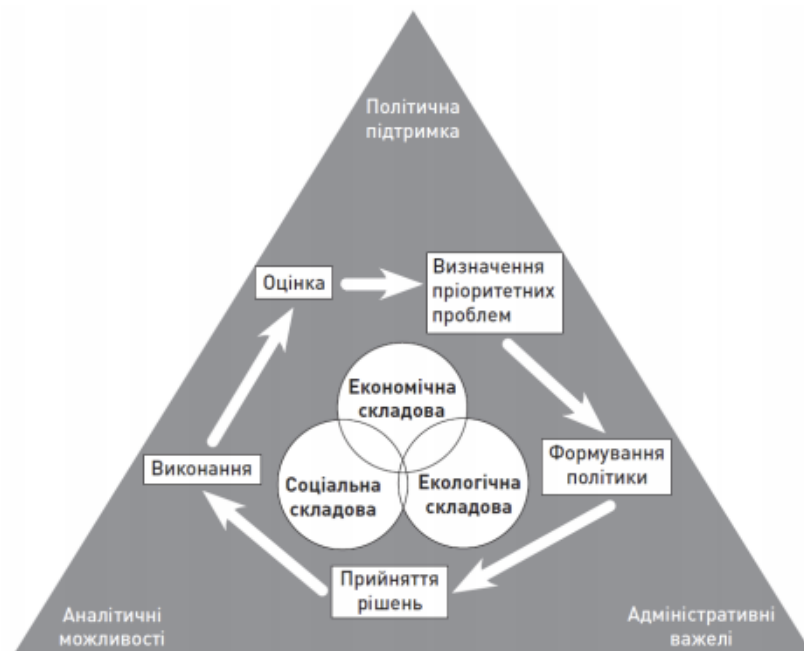 Політична
підтримка
Оцінка
Визначення
пріоритетних
проблем
Економічна
складова
Виконання
Соціальна
складова
Екологічна
складова
Формування
політики
Прийняття
рішень
Аналітичні
можливості
Адміністративні
важелі